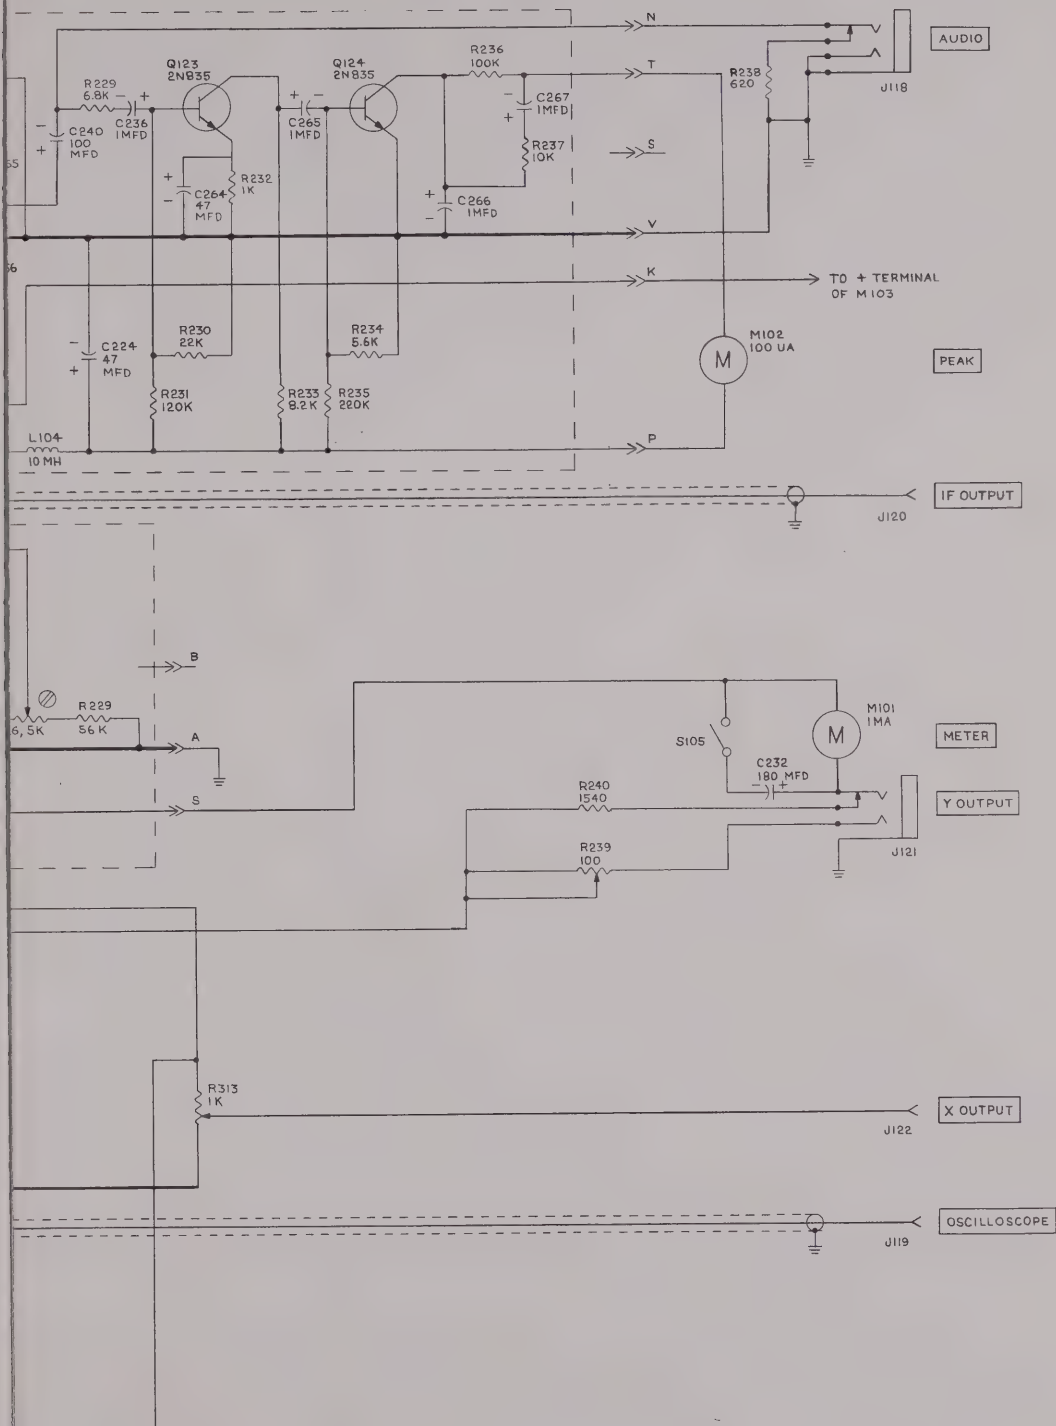 N
AUDIO
J118
Q123
2N835
Q124
2N835
R236
100K
T
R229
6.8K
- +
C236
1MFD
+ -
C265
1MFD
-
C267
+
1MFD
R238
620
-
C240
+
100
MFD
R237
10K
S
55
+
C264
-
47
MFD
R232
1K
+
C266
-
1MFD
V
56
K
TO + TERMINAL
OF M103
R230
22K
R234
5.6K
-
C224
+
47
MFD
M
M102
100 UA
PEAK
R231
120K
R233
8.2K
R235
220K
L104
10 MH
P
IF OUTPUT
J120
B
R229
56K
6,5K
A
S
S105
M
M101
1MA
METER
C232
180 MFD
- +
R240
1540
Y OUTPUT
R239
100
J121
R313
1K
X OUTPUT
J122
OSCILLOSCOPE
J119